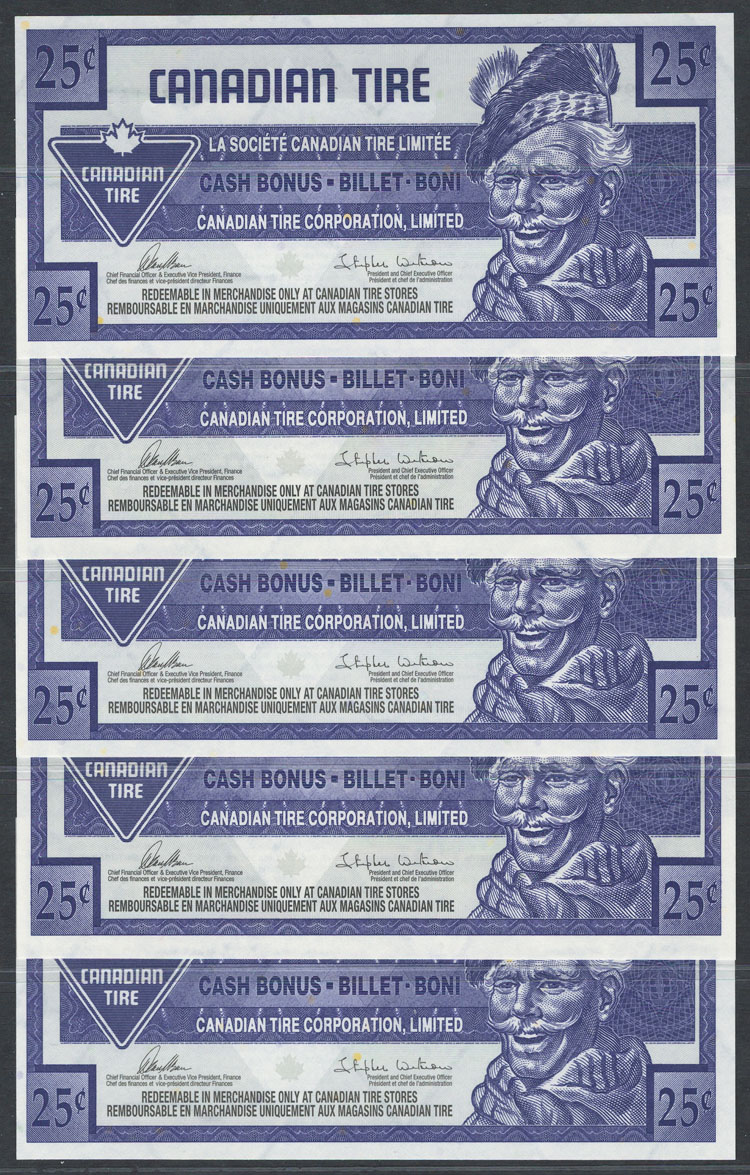 25¢ 25¢
CANADIAN TIRE
LA SOCIÉTÉ CANADIAN TIRE LIMITÉE
CANADIAN
TIRE
CASH BONUS - BILLET - BONI
CANADIAN TIRE CORPORATION, LIMITED
Chief Financial Officer & Executive Vice President, Finance President and Chief Executive Officer
Chef des finances et vice-président directeur Finances Président et chef de l'administration
25¢ 25¢
REDEEMABLE IN MERCHANDISE ONLY AT CANADIAN TIRE STORES
REMBOURSABLE EN MARCHANDISE UNIQUEMENT AUX MAGASINS CANADIAN TIRE
CANADIAN
TIRE
CASH BONUS - BILLET - BONI
CANADIAN TIRE CORPORATION, LIMITED
Chief Financial Officer & Executive Vice President, Finance President and Chief Executive Officer
Chef des finances et vice-président directeur Finances Président et chef de l'administration
25¢ 25¢
REDEEMABLE IN MERCHANDISE ONLY AT CANADIAN TIRE STORES
REMBOURSABLE EN MARCHANDISE UNIQUEMENT AUX MAGASINS CANADIAN TIRE
CANADIAN
TIRE
CASH BONUS - BILLET - BONI
CANADIAN TIRE CORPORATION, LIMITED
Chief Financial Officer & Executive Vice President, Finance President and Chief Executive Officer
Chef des finances et vice-président directeur Finances Président et chef de l'administration
25¢ 25¢
REDEEMABLE IN MERCHANDISE ONLY AT CANADIAN TIRE STORES
REMBOURSABLE EN MARCHANDISE UNIQUEMENT AUX MAGASINS CANADIAN TIRE
CANADIAN
TIRE
CASH BONUS - BILLET - BONI
CANADIAN TIRE CORPORATION, LIMITED
Chief Financial Officer & Executive Vice President, Finance President and Chief Executive Officer
Chef des finances et vice-président directeur Finances Président et chef de l'administration
25¢ 25¢
REDEEMABLE IN MERCHANDISE ONLY AT CANADIAN TIRE STORES
REMBOURSABLE EN MARCHANDISE UNIQUEMENT AUX MAGASINS CANADIAN TIRE
CANADIAN
TIRE
CASH BONUS - BILLET - BONI
CANADIAN TIRE CORPORATION, LIMITED
Chief Financial Officer & Executive Vice President, Finance President and Chief Executive Officer
Chef des finances et vice-président directeur Finances Président et chef de l'administration
25¢ 25¢
REDEEMABLE IN MERCHANDISE ONLY AT CANADIAN TIRE STORES
REMBOURSABLE EN MARCHANDISE UNIQUEMENT AUX MAGASINS CANADIAN TIRE